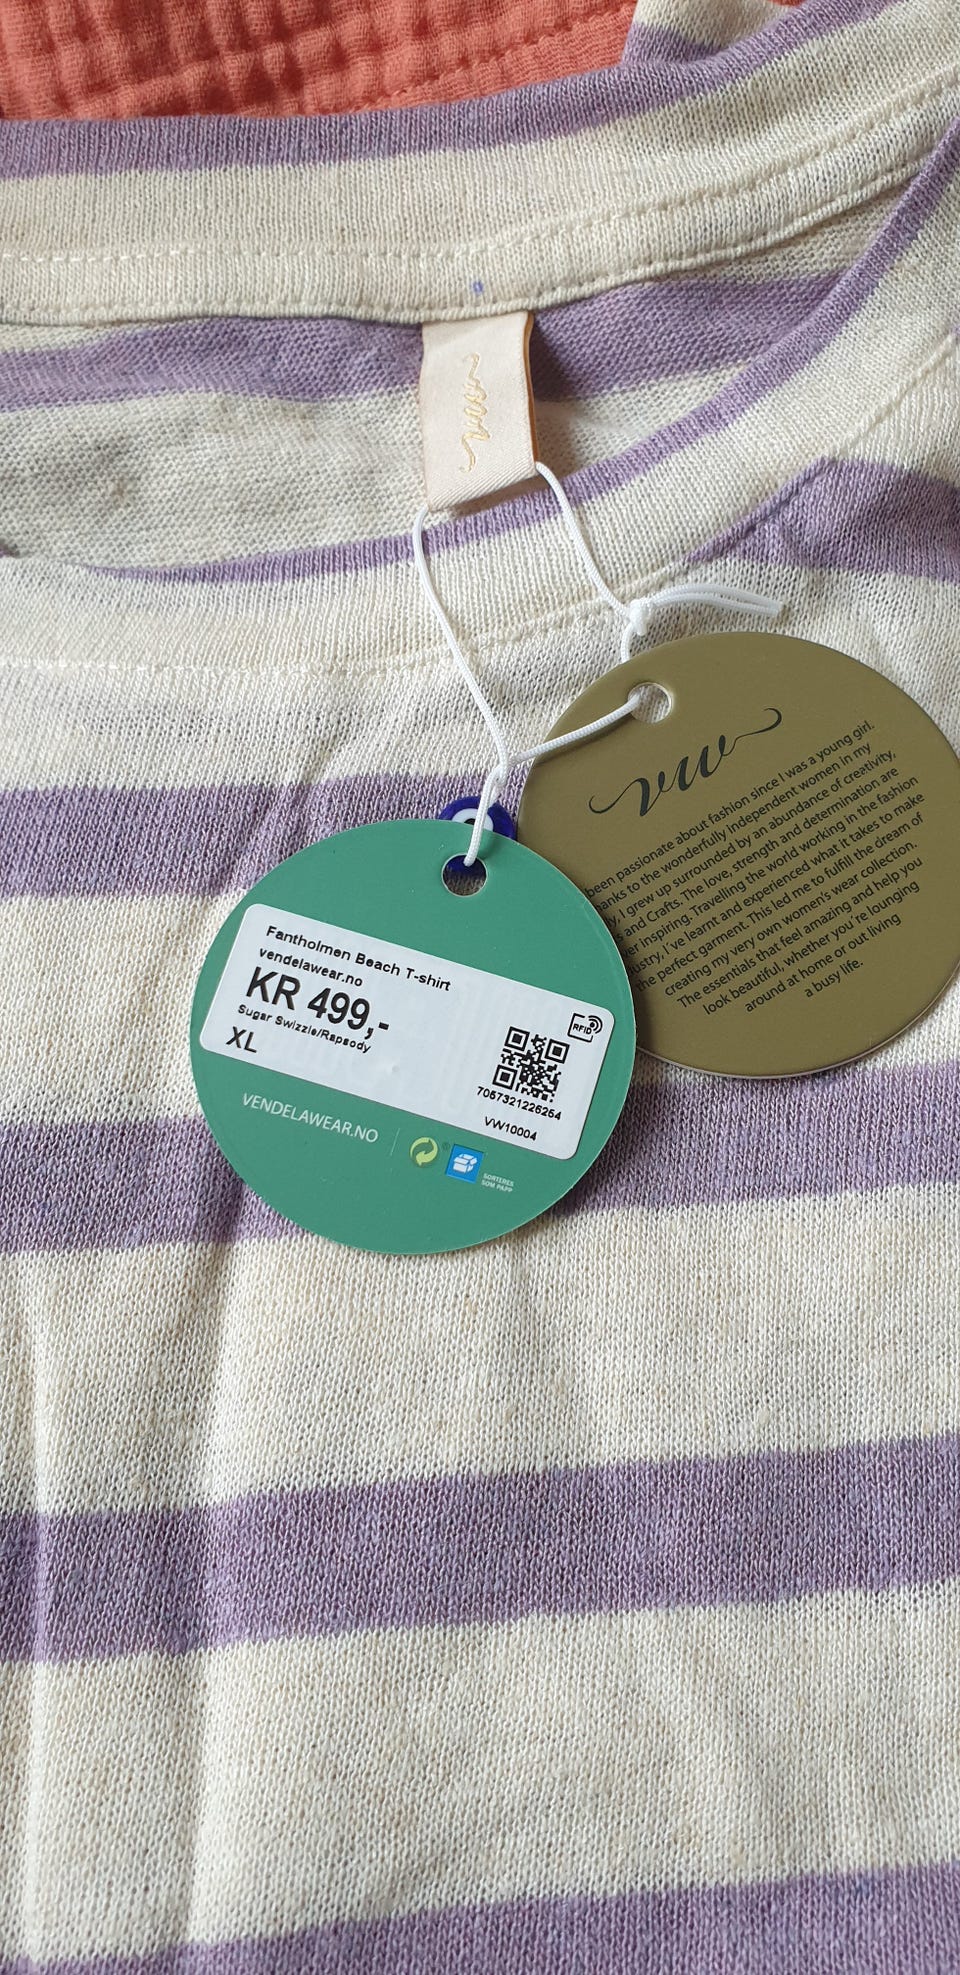 vw
vw
been passionate about fashion since I was a young girl.
anks to the wonderfully independent women in my
I grew up surrounded by an abundance of creativity,
and Crafts. The love, strength and determination are
inspiring. Travelling the world working in the fashion
I've learnt and experienced what it takes to make
the perfect garment. This led me to fulfill the dream of
creating my very own women's wear collection.
The essentials that feel amazing and help you
look beautiful, whether you're lounging
around at home or out living
a busy life.
Fantholmen Beach T-shirt
vendelawear.no
KR 499,-
Sugar Swizzle/Rapsody
XL
RFID
7057321226264
VW10004
VENDELAWEAR.NO
SORTERES
SOM PAPP